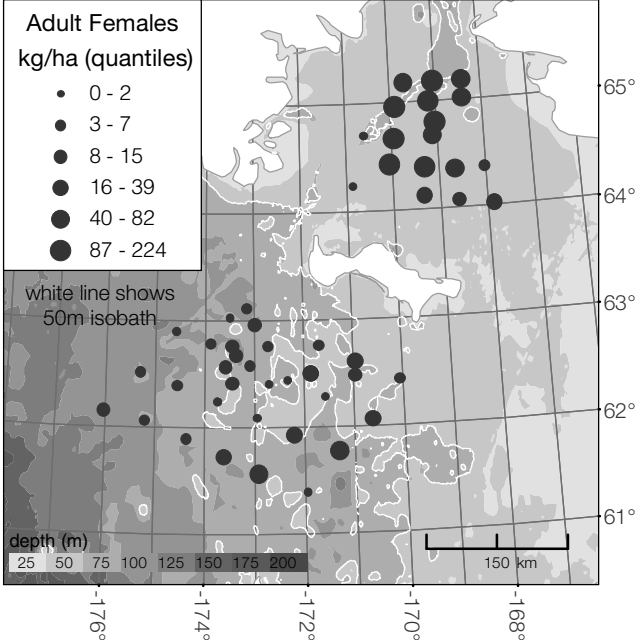 Adult Females
kg/ha (quantiles)
0 - 2
3 - 7
8 - 15
16 - 39
40 - 82
87 - 224
white line shows
50m isobath
65°
64°
63°
62°
61°
depth (m)
25 50 75 100 125 150 175 200
150 km
176° 174° 172° 170° 168°